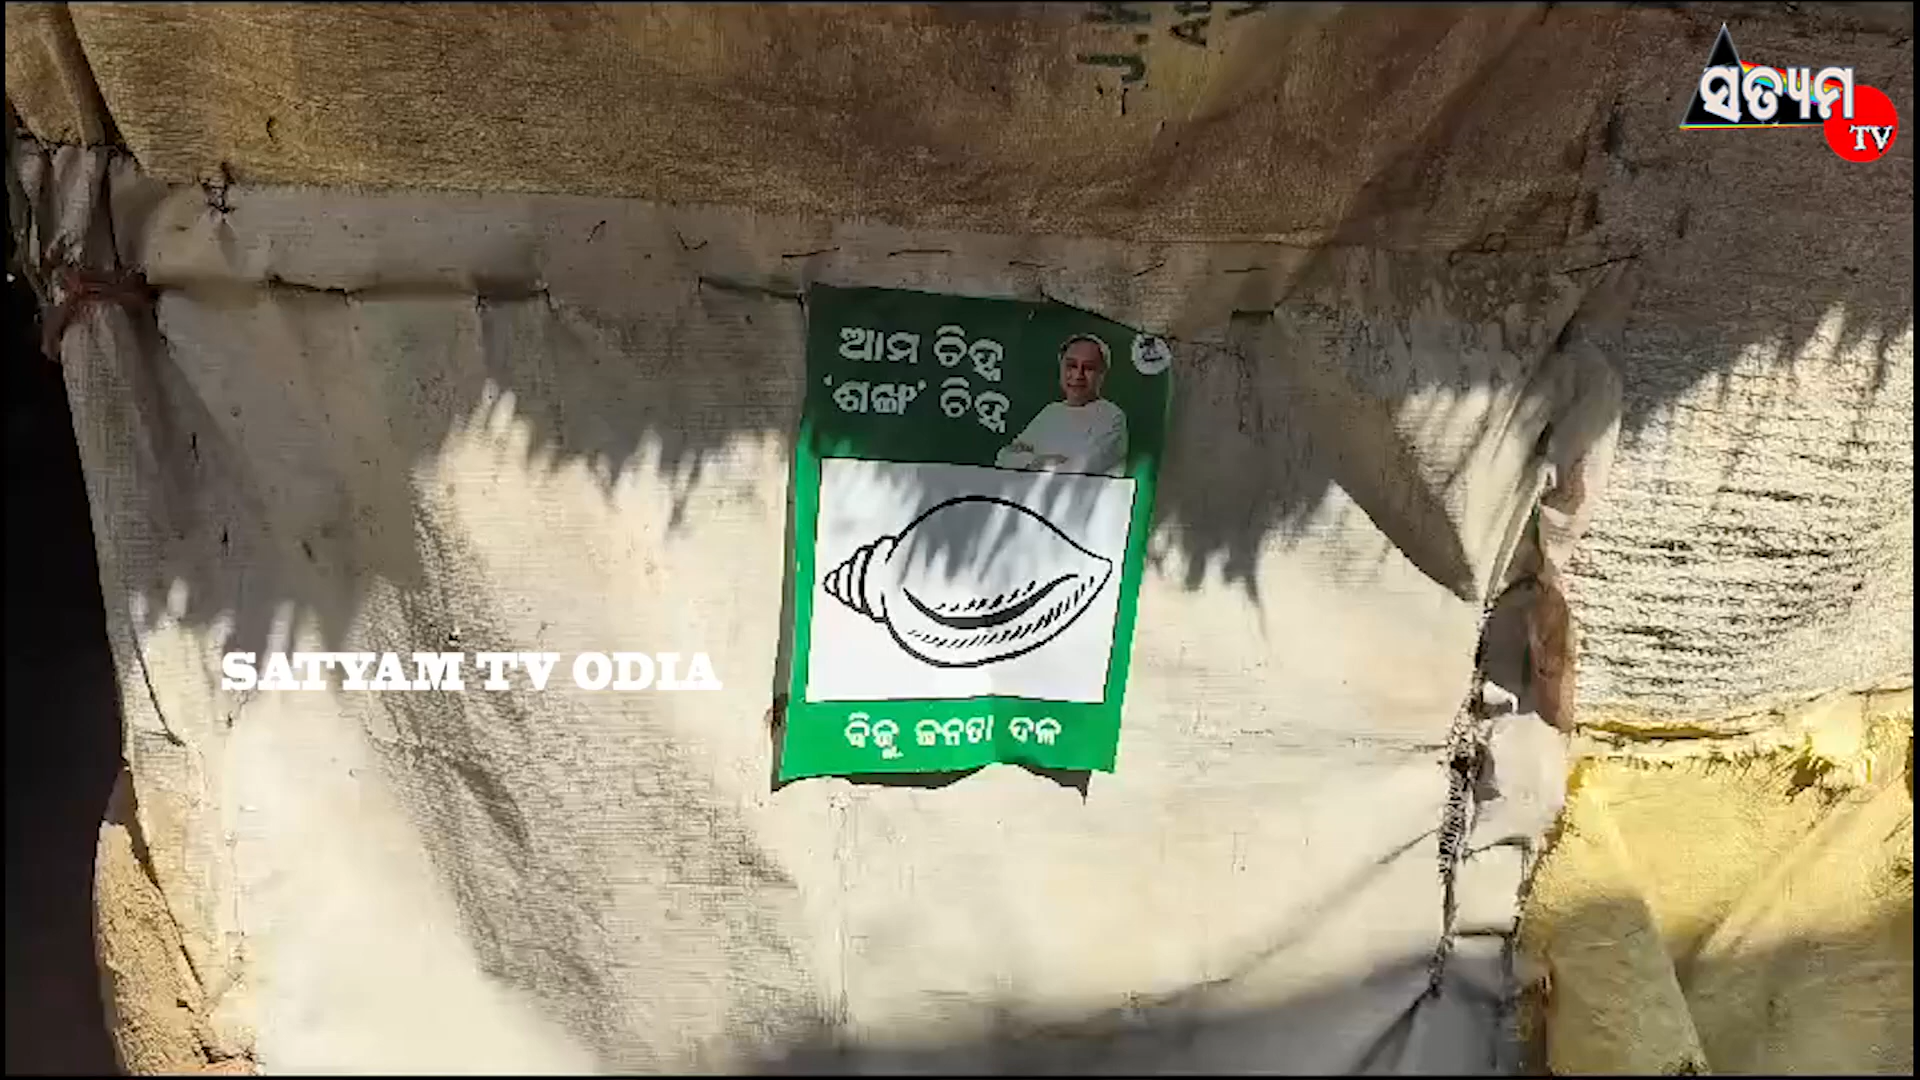 ସତ୍ୟମ
TV
ଆମ ଚିହ୍ନ
'ଶଙ୍ଖ' ଚିହ୍ନ
SATYAM TV ODIA
ବିଜୁ ଜନତା ଦଳ